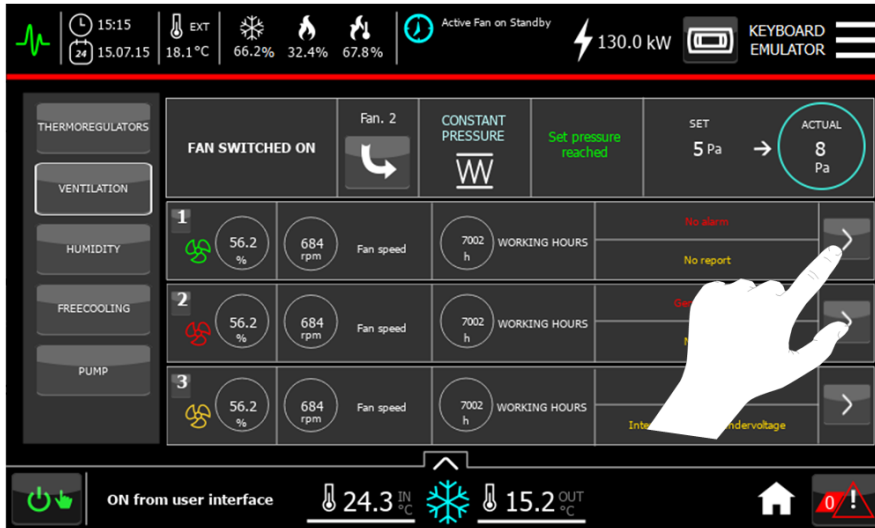 15:15
24 15.07.15
EXT
18.1°C
66.2%
32.4%
67.8%
Active Fan on Standby
130.0 kW
KEYBOARD
EMULATOR
THERMOREGULATORS
VENTILATION
HUMIDITY
FREECOOLING
PUMP
FAN SWITCHED ON
Fan. 2
CONSTANT
PRESSURE
Set pressure
reached
SET
5 Pa
ACTUAL
8
Pa
1
56.2
%
684
rpm
Fan speed
7002
h
WORKING HOURS
No alarm
No report
2
56.2
%
684
rpm
Fan speed
7002
h
WORKING HOURS
3
56.2
%
684
rpm
Fan speed
7002
h
WORKING HOURS
ON from user interface
24.3 IN
°C
15.2 OUT
°C
0
!